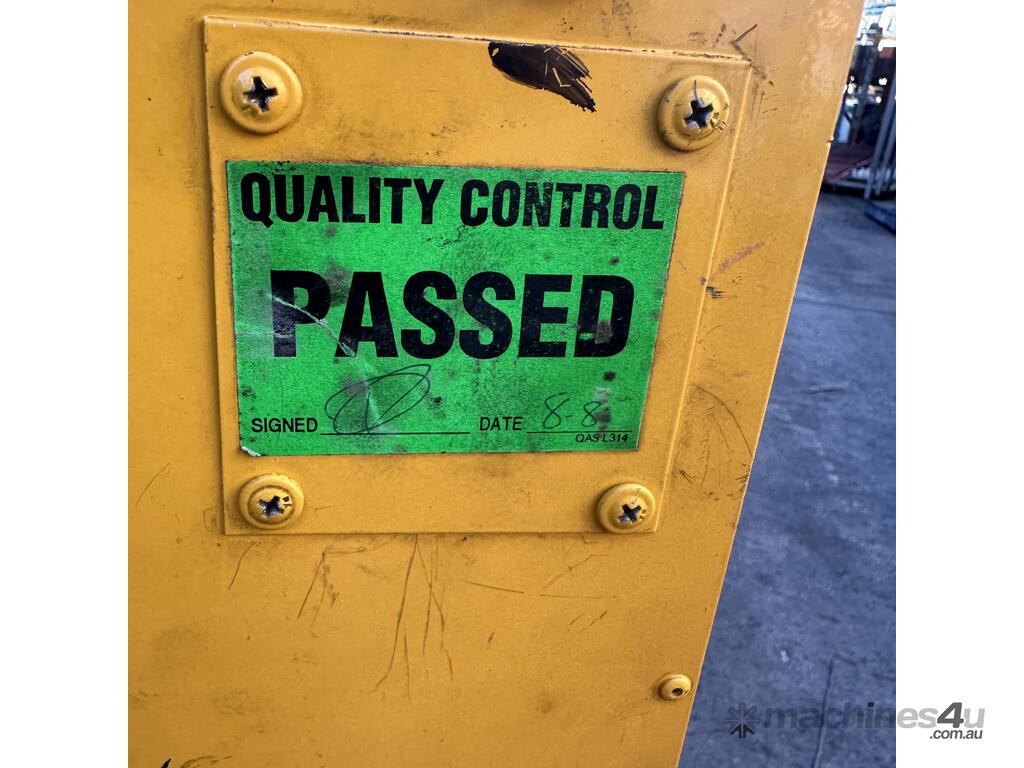 QUALITY CONTROL
PASSED
SIGNED DATE 8-8
QAS L314
machines4u
.com.au